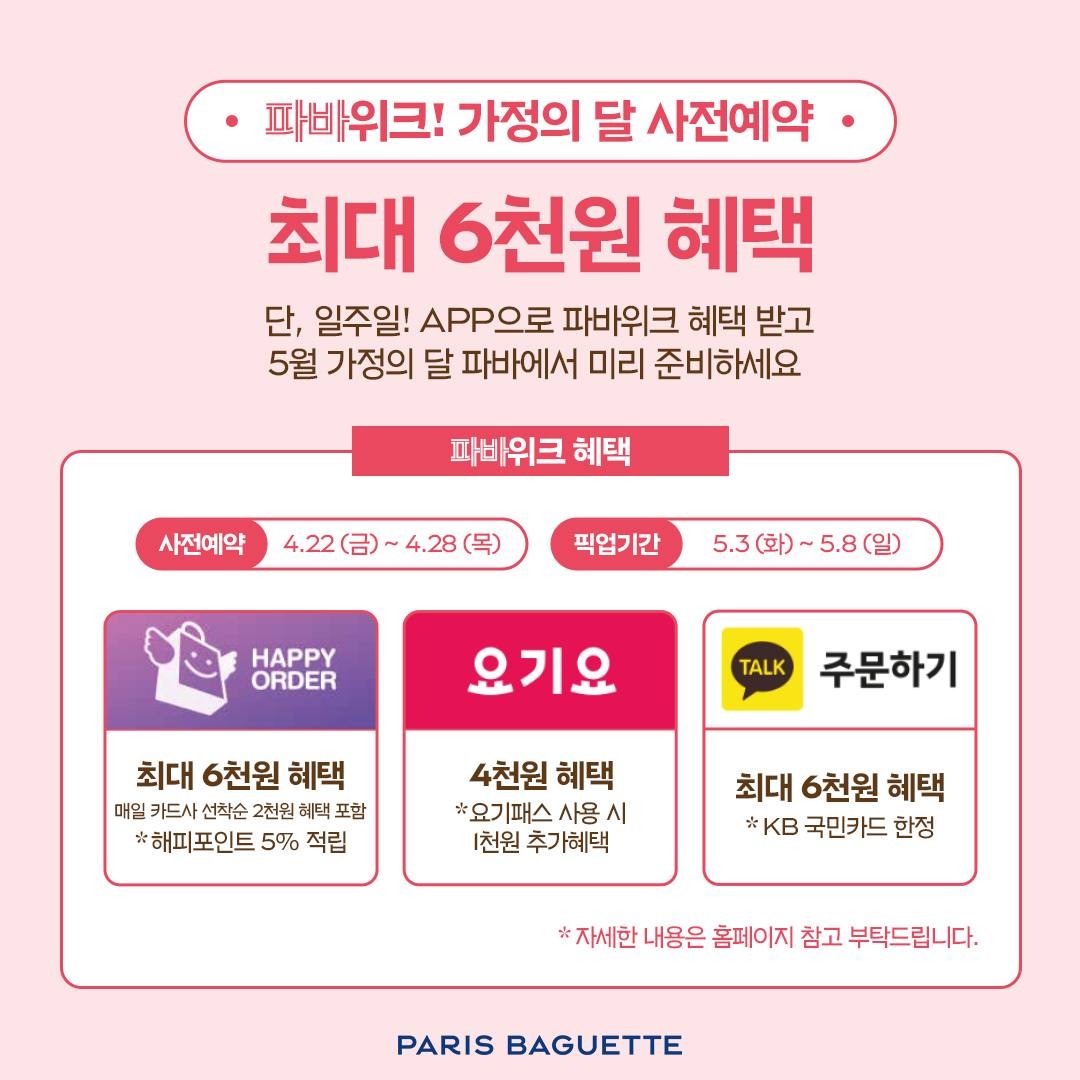 • 파바위크! 가정의 달 사전예약 •
최대 6천원 혜택
단, 일주일! APP으로 파바위크 혜택 받고
5월 가정의 달 파바에서 미리 준비하세요
파바위크 혜택
사전예약 4.22 (금) ~ 4.28 (목)
픽업기간 5.3 (화) ~ 5.8 (일)
HAPPY
ORDER
최대 6천원 혜택
매일 카드사 선착순 2천원 혜택 포함
*해피포인트 5% 적립
요기요
4천원 혜택
*요기패스 사용 시
1천원 추가혜택
TALK 주문하기
최대 6천원 혜택
*KB 국민카드 한정
*자세한 내용은 홈페이지 참고 부탁드립니다.
PARIS BAGUETTE